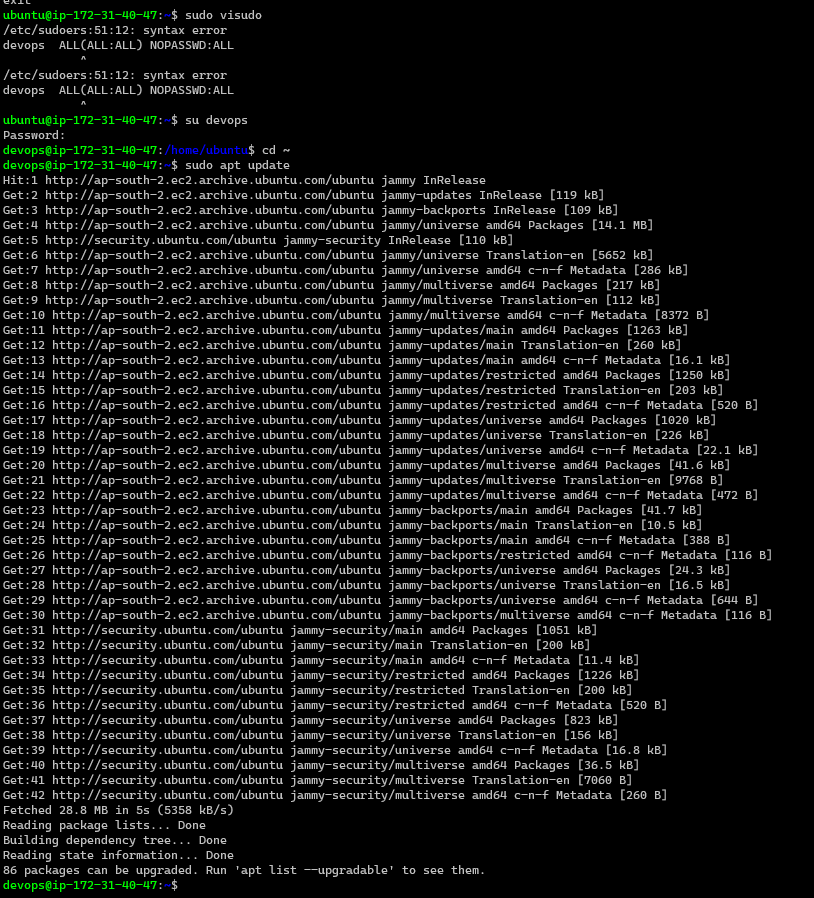 exit
ubuntu@ip-172-31-40-47:~$ sudo visudo
/etc/sudoers:51:12: syntax error
devops  ALL(ALL:ALL) NOPASSWD:ALL
           ^
/etc/sudoers:51:12: syntax error
devops  ALL(ALL:ALL) NOPASSWD:ALL
           ^
ubuntu@ip-172-31-40-47:~$ su devops
Password:
devops@ip-172-31-40-47:/home/ubuntu$ cd ~
devops@ip-172-31-40-47:~$ sudo apt update
Hit:1 http://ap-south-2.ec2.archive.ubuntu.com/ubuntu jammy InRelease
Get:2 http://ap-south-2.ec2.archive.ubuntu.com/ubuntu jammy-updates InRelease [119 kB]
Get:3 http://ap-south-2.ec2.archive.ubuntu.com/ubuntu jammy-backports InRelease [109 kB]
Get:4 http://ap-south-2.ec2.archive.ubuntu.com/ubuntu jammy/universe amd64 Packages [14.1 MB]
Get:5 http://security.ubuntu.com/ubuntu jammy-security InRelease [110 kB]
Get:6 http://ap-south-2.ec2.archive.ubuntu.com/ubuntu jammy/universe Translation-en [5652 kB]
Get:7 http://ap-south-2.ec2.archive.ubuntu.com/ubuntu jammy/universe amd64 c-n-f Metadata [286 kB]
Get:8 http://ap-south-2.ec2.archive.ubuntu.com/ubuntu jammy/multiverse amd64 Packages [217 kB]
Get:9 http://ap-south-2.ec2.archive.ubuntu.com/ubuntu jammy/multiverse Translation-en [112 kB]
Get:10 http://ap-south-2.ec2.archive.ubuntu.com/ubuntu jammy/multiverse amd64 c-n-f Metadata [8372 B]
Get:11 http://ap-south-2.ec2.archive.ubuntu.com/ubuntu jammy-updates/main amd64 Packages [1263 kB]
Get:12 http://ap-south-2.ec2.archive.ubuntu.com/ubuntu jammy-updates/main Translation-en [260 kB]
Get:13 http://ap-south-2.ec2.archive.ubuntu.com/ubuntu jammy-updates/main amd64 c-n-f Metadata [16.1 kB]
Get:14 http://ap-south-2.ec2.archive.ubuntu.com/ubuntu jammy-updates/restricted amd64 Packages [1250 kB]
Get:15 http://ap-south-2.ec2.archive.ubuntu.com/ubuntu jammy-updates/restricted Translation-en [203 kB]
Get:16 http://ap-south-2.ec2.archive.ubuntu.com/ubuntu jammy-updates/restricted amd64 c-n-f Metadata [520 B]
Get:17 http://ap-south-2.ec2.archive.ubuntu.com/ubuntu jammy-updates/universe amd64 Packages [1020 kB]
Get:18 http://ap-south-2.ec2.archive.ubuntu.com/ubuntu jammy-updates/universe Translation-en [226 kB]
Get:19 http://ap-south-2.ec2.archive.ubuntu.com/ubuntu jammy-updates/universe amd64 c-n-f Metadata [22.1 kB]
Get:20 http://ap-south-2.ec2.archive.ubuntu.com/ubuntu jammy-updates/multiverse amd64 Packages [41.6 kB]
Get:21 http://ap-south-2.ec2.archive.ubuntu.com/ubuntu jammy-updates/multiverse Translation-en [9768 B]
Get:22 http://ap-south-2.ec2.archive.ubuntu.com/ubuntu jammy-updates/multiverse amd64 c-n-f Metadata [472 B]
Get:23 http://ap-south-2.ec2.archive.ubuntu.com/ubuntu jammy-backports/main amd64 Packages [41.7 kB]
Get:24 http://ap-south-2.ec2.archive.ubuntu.com/ubuntu jammy-backports/main Translation-en [10.5 kB]
Get:25 http://ap-south-2.ec2.archive.ubuntu.com/ubuntu jammy-backports/main amd64 c-n-f Metadata [388 B]
Get:26 http://ap-south-2.ec2.archive.ubuntu.com/ubuntu jammy-backports/restricted amd64 c-n-f Metadata [116 B]
Get:27 http://ap-south-2.ec2.archive.ubuntu.com/ubuntu jammy-backports/universe amd64 Packages [24.3 kB]
Get:28 http://ap-south-2.ec2.archive.ubuntu.com/ubuntu jammy-backports/universe Translation-en [16.5 kB]
Get:29 http://ap-south-2.ec2.archive.ubuntu.com/ubuntu jammy-backports/universe amd64 c-n-f Metadata [644 B]
Get:30 http://ap-south-2.ec2.archive.ubuntu.com/ubuntu jammy-backports/multiverse amd64 c-n-f Metadata [116 B]
Get:31 http://security.ubuntu.com/ubuntu jammy-security/main amd64 Packages [1051 kB]
Get:32 http://security.ubuntu.com/ubuntu jammy-security/main Translation-en [200 kB]
Get:33 http://security.ubuntu.com/ubuntu jammy-security/main amd64 c-n-f Metadata [11.4 kB]
Get:34 http://security.ubuntu.com/ubuntu jammy-security/restricted amd64 Packages [1226 kB]
Get:35 http://security.ubuntu.com/ubuntu jammy-security/restricted Translation-en [200 kB]
Get:36 http://security.ubuntu.com/ubuntu jammy-security/restricted amd64 c-n-f Metadata [520 B]
Get:37 http://security.ubuntu.com/ubuntu jammy-security/universe amd64 Packages [823 kB]
Get:38 http://security.ubuntu.com/ubuntu jammy-security/universe Translation-en [156 kB]
Get:39 http://security.ubuntu.com/ubuntu jammy-security/universe amd64 c-n-f Metadata [16.8 kB]
Get:40 http://security.ubuntu.com/ubuntu jammy-security/multiverse amd64 Packages [36.5 kB]
Get:41 http://security.ubuntu.com/ubuntu jammy-security/multiverse Translation-en [7060 B]
Get:42 http://security.ubuntu.com/ubuntu jammy-security/multiverse amd64 c-n-f Metadata [260 B]
Fetched 28.8 MB in 5s (5358 kB/s)
Reading package lists... Done
Building dependency tree... Done
Reading state information... Done
86 packages can be upgraded. Run 'apt list --upgradable' to see them.
devops@ip-172-31-40-47:~$